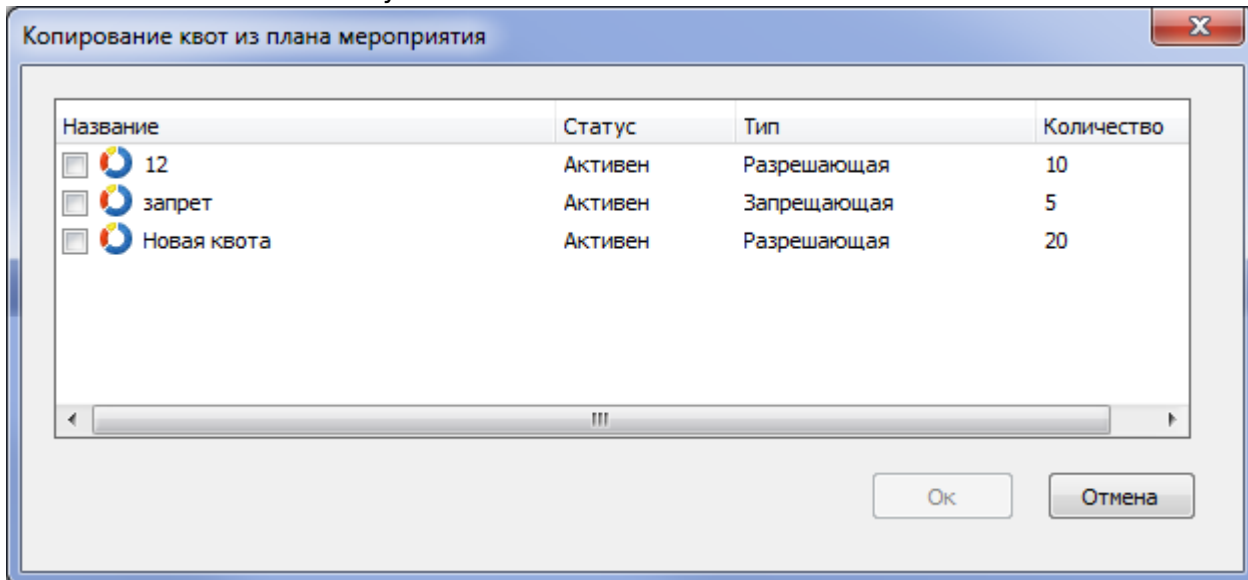 Копирование квот из плана мероприятия
Название Статус Тип Количество
12 Активен Разрешающая 10
запрет Активен Запрещающая 5
Новая квота Активен Разрешающая 20
Ок Отмена